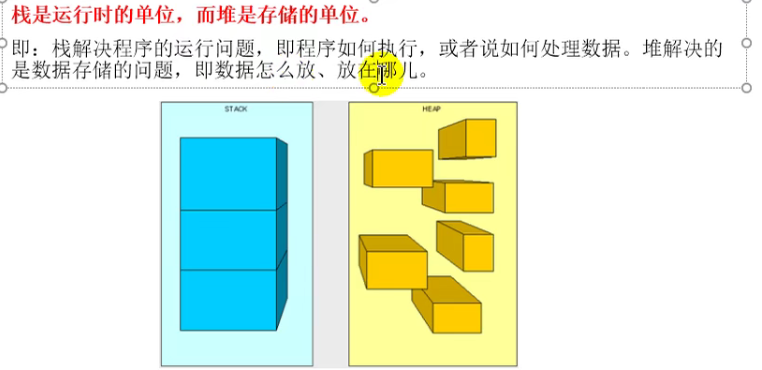 栈是运行时的单位，而堆是存储的单位。
即：栈解决程序的运行问题，即程序如何执行，或者说如何处理数据。堆解决的
是数据存储的问题，即数据怎么放、放在哪儿。
STACK
HEAP